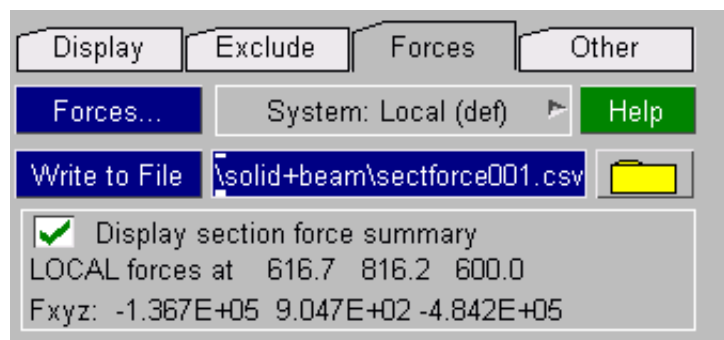 Display Exclude Forces Other
Forces... System: Local (def) Help
Write to File \solid+beam\sectforce001.csv
Display section force summary
LOCAL forces at 616.7 816.2 600.0
Fxyz: -1.367E+05 9.047E+02 -4.842E+05